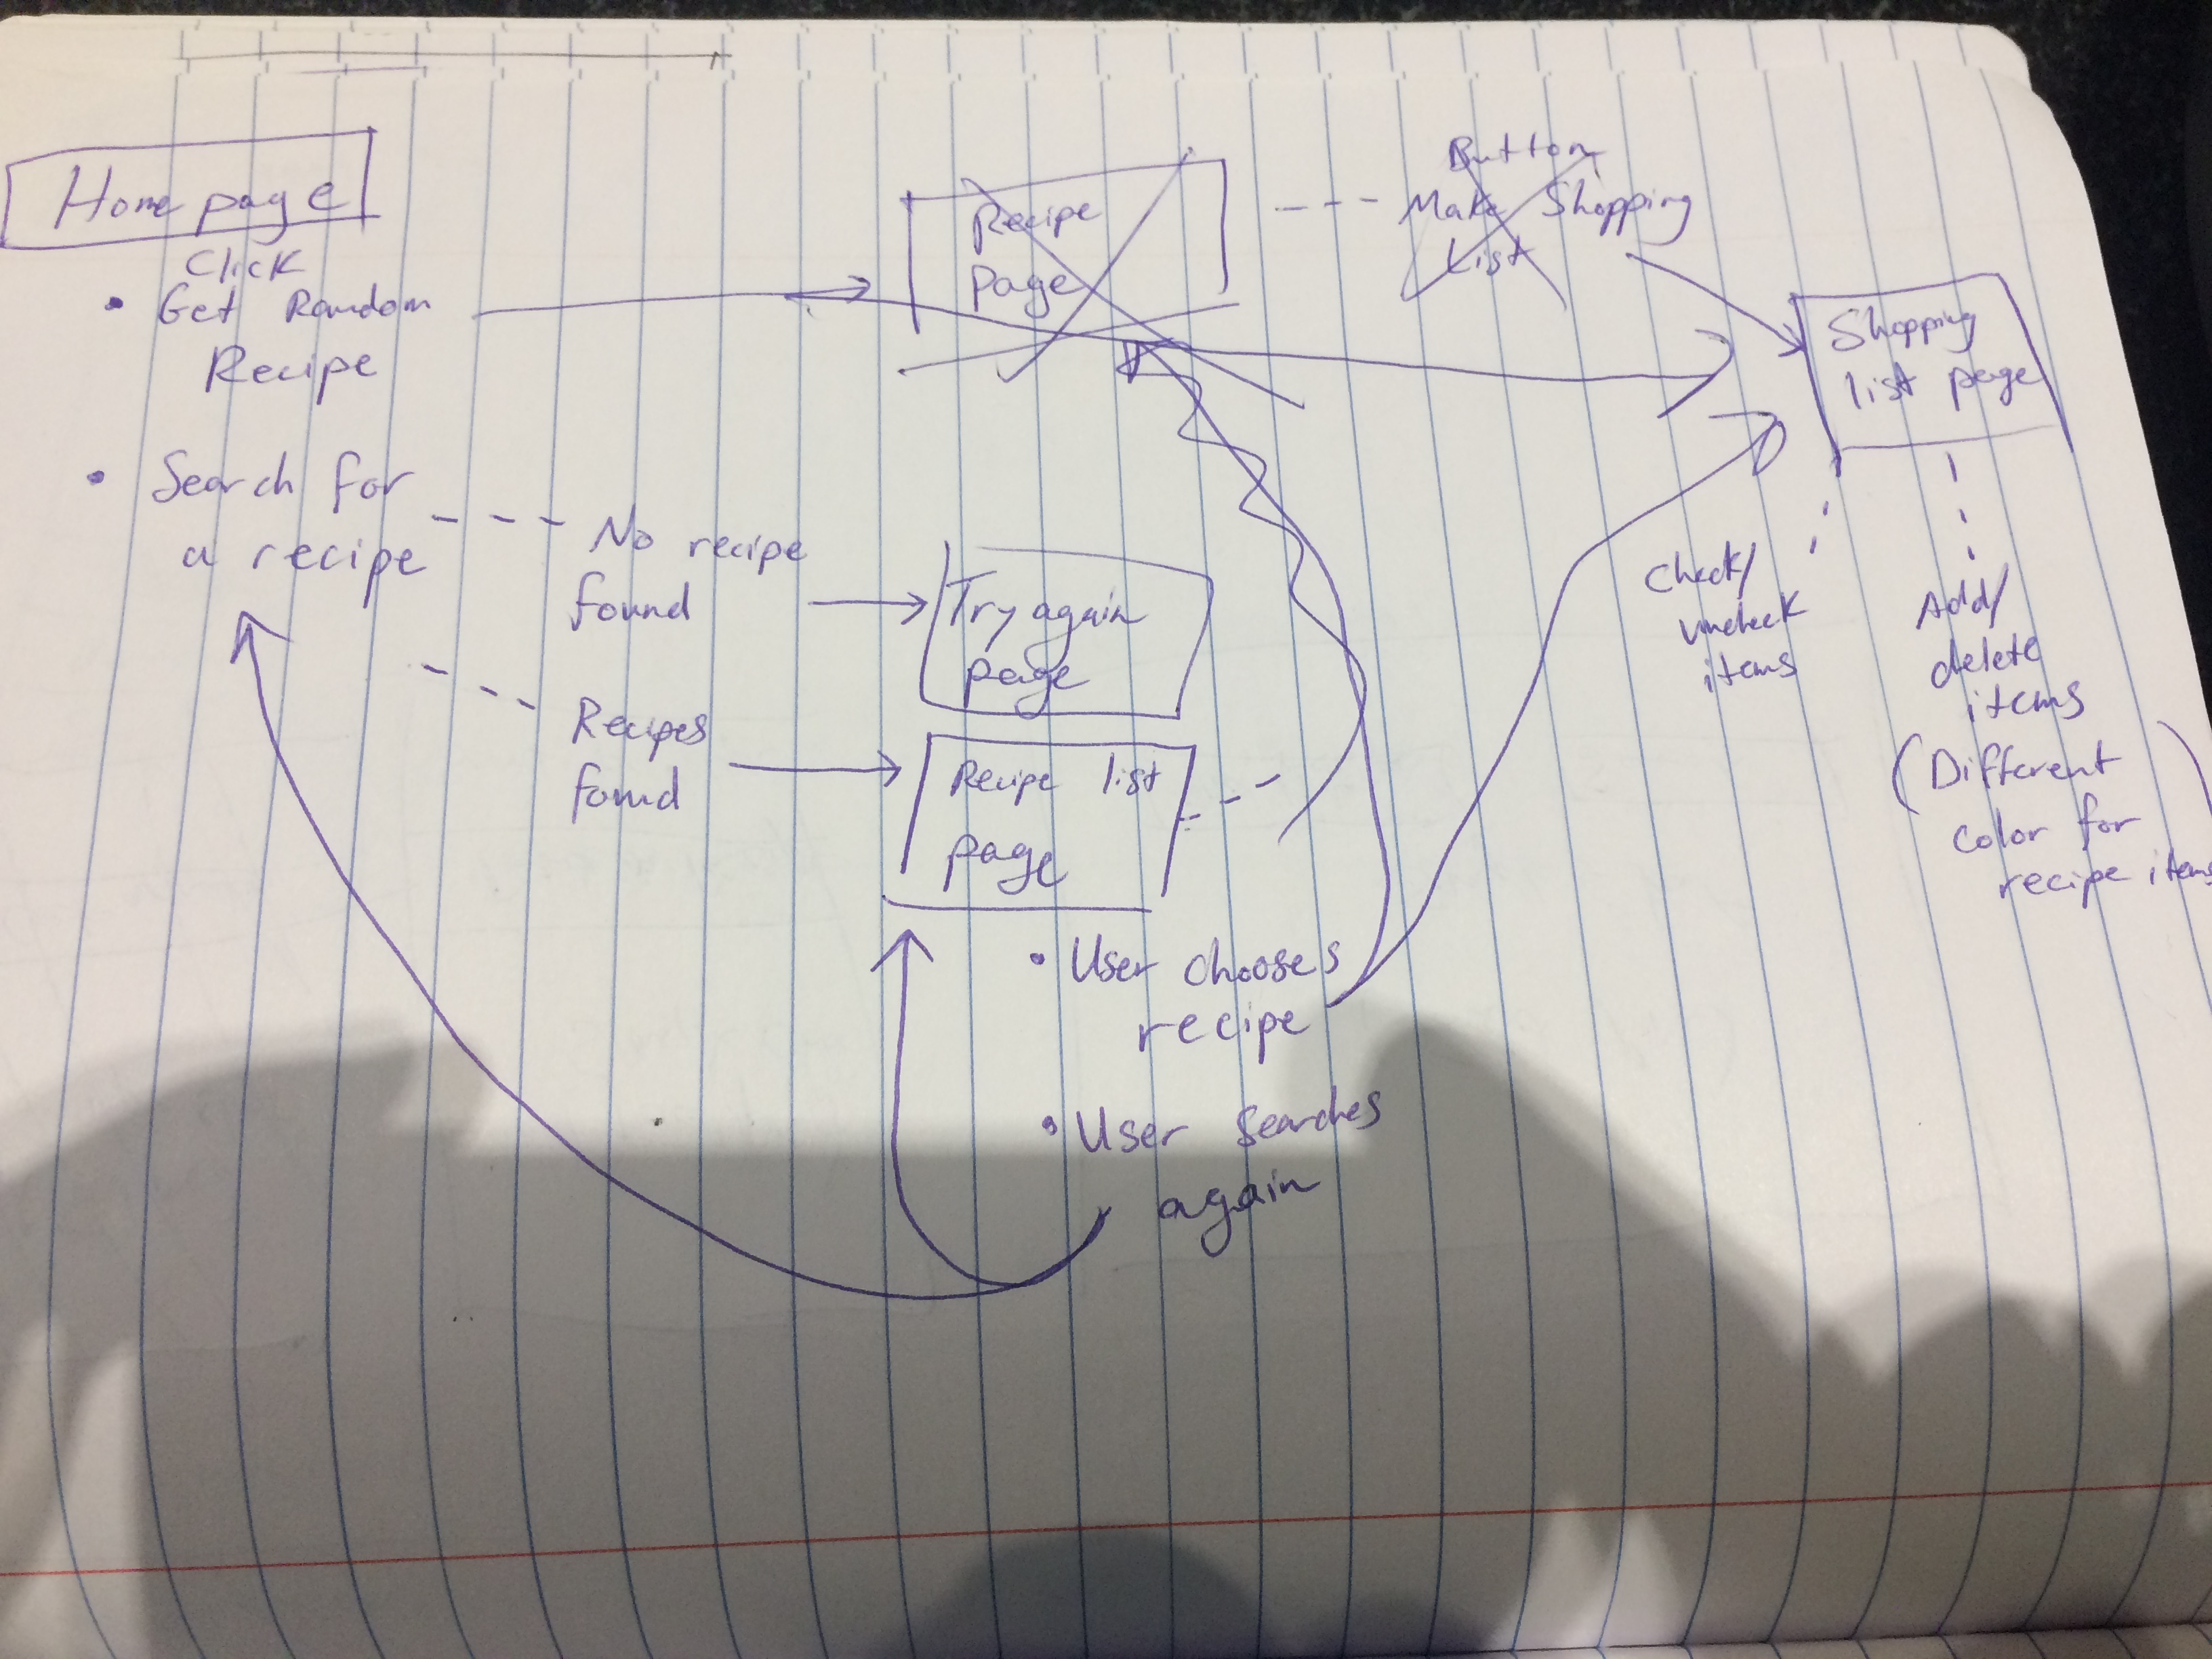 Home page
• Click
Get Random
Recipe
• Search for
a recipe
No recipe
found
Recipes
found
Recipe
page
Try again
page
Recipe list
page
• User chooses
recipe
• User searches
again
Button
Make Shopping
List
Shopping
list page
Check/
uncheck
items
Add/
delete
items
(Different
color for
recipe items